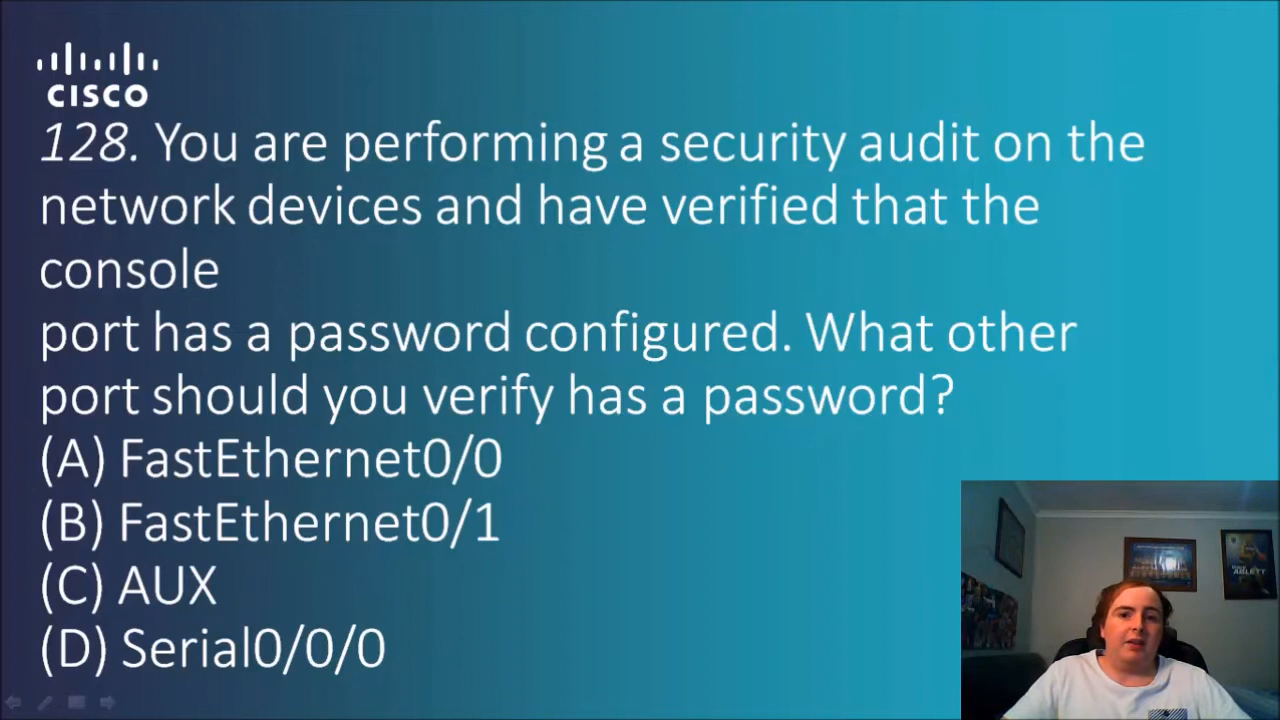 CISCO
128. You are performing a security audit on the
network devices and have verified that the
console
port has a password configured. What other
port should you verify has a password?
(A) FastEthernet0/0
(B) FastEthernet0/1
(C) AUX
(D) Serial0/0/0
ABLETT